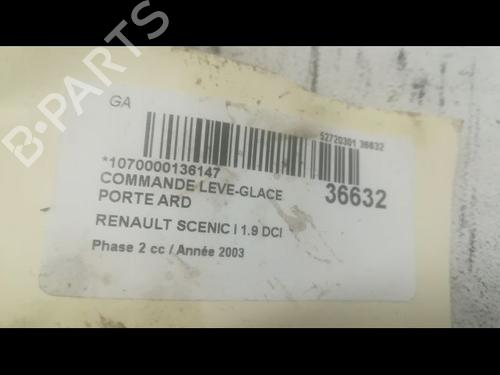 B-PARTS
GA
52720301 36632
*1070000136147
COMMANDE LEVE-GLACE
36632
PORTE ARD
RENAULT SCENIC I 1.9 DCI
Phase 2 cc / Année 2003